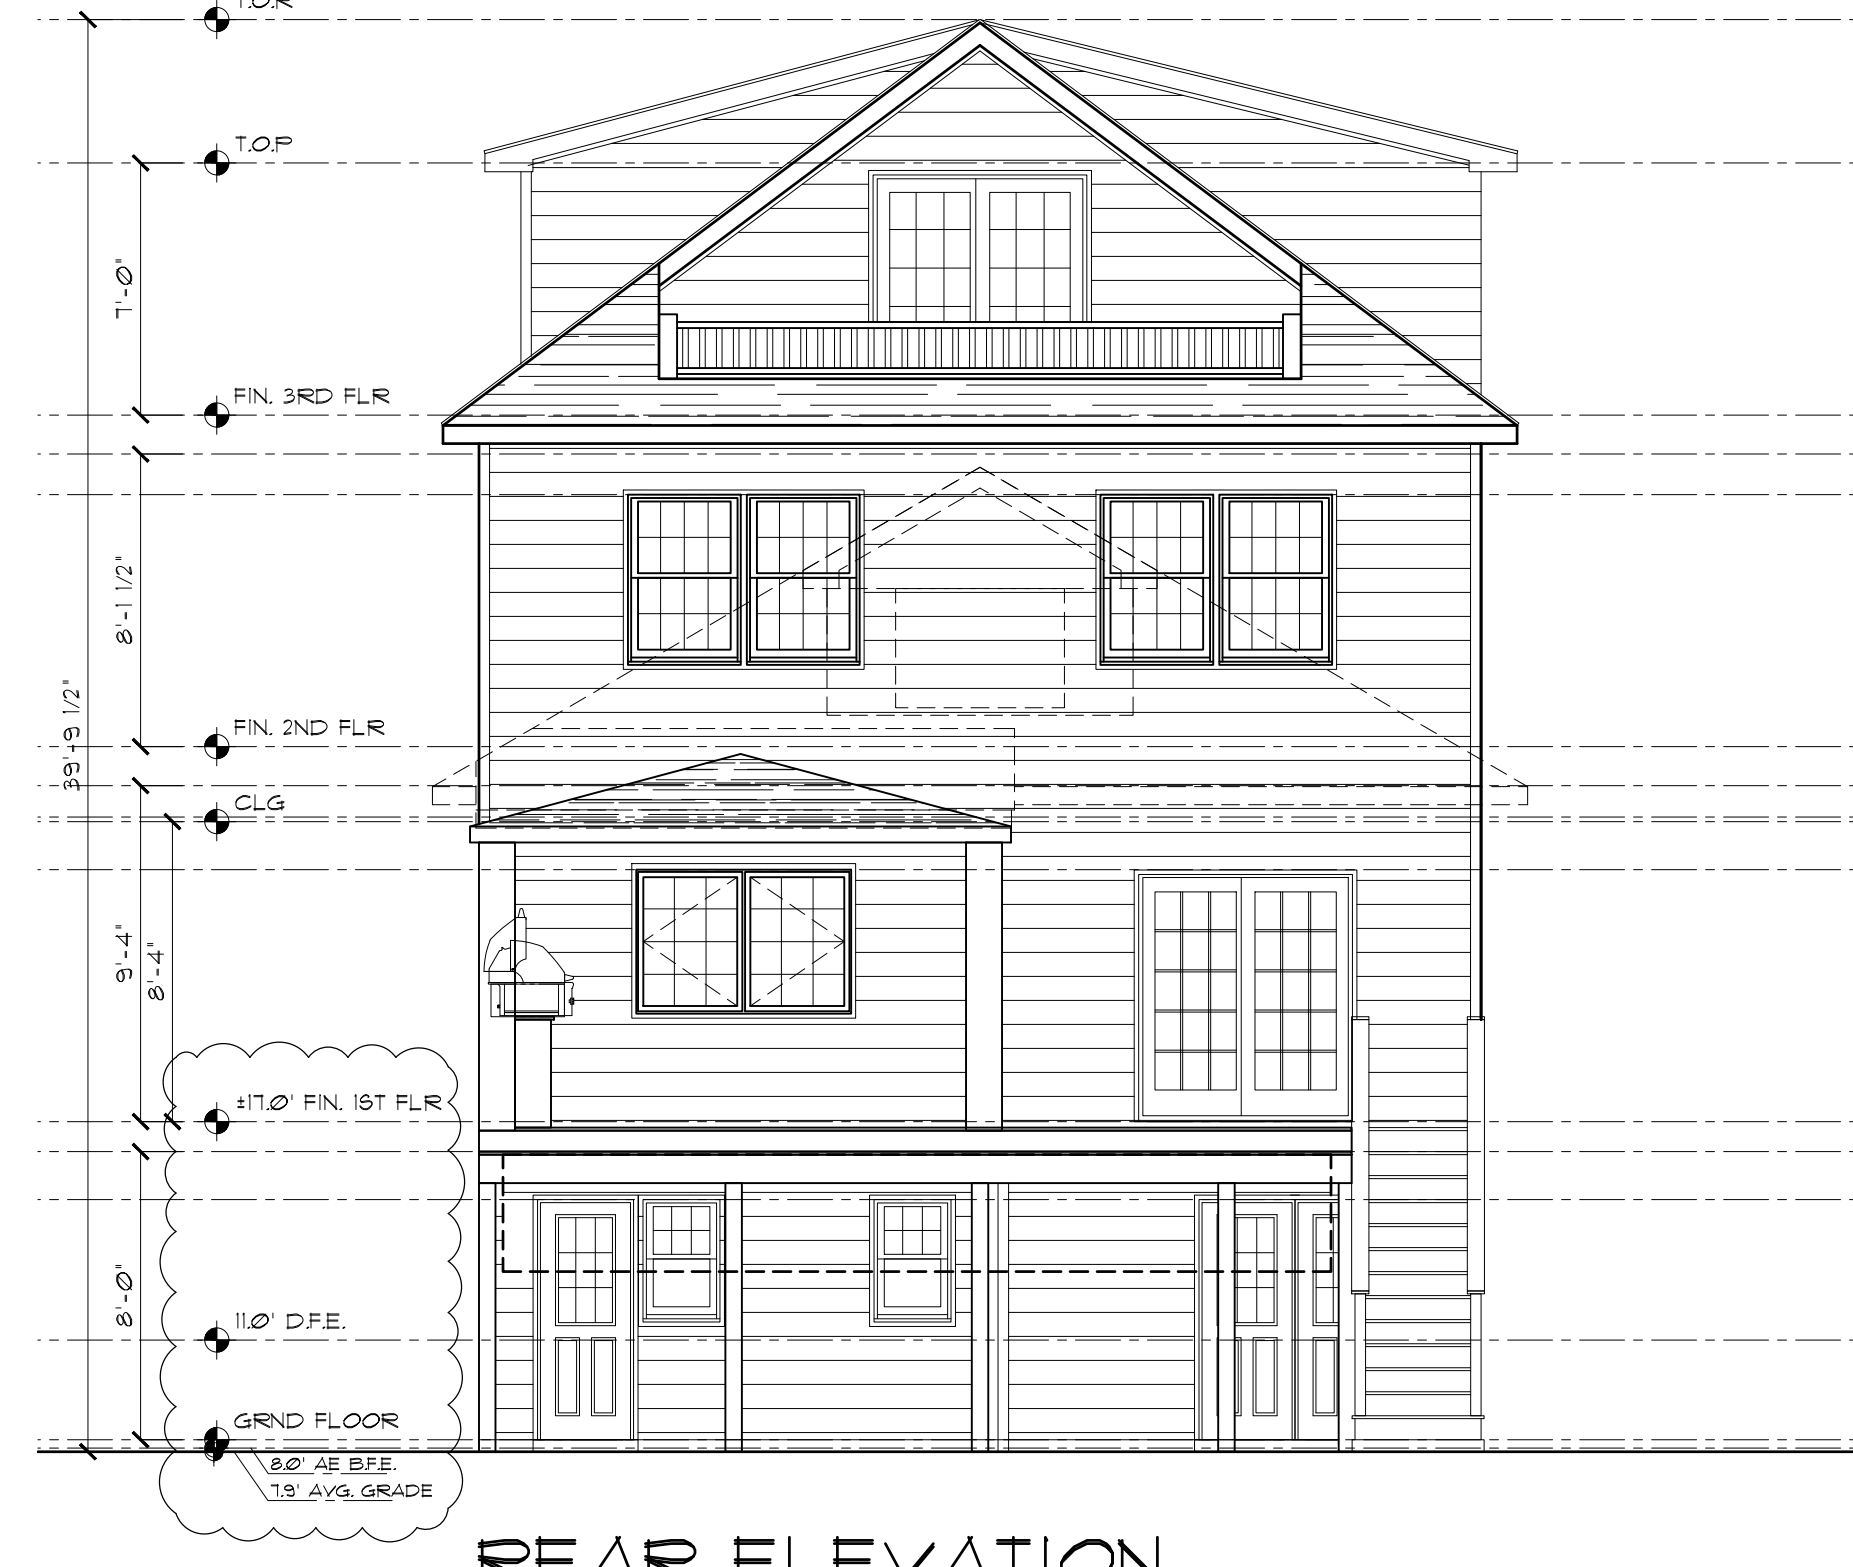 T.O.R
T.O.P
7'-0"
FIN. 3RD FLR
8'-1 1/2"
39'-9 1/2"
FIN. 2ND FLR
CLG
9'-4"
8'-4"
±17.0' FIN. 1ST FLR
8'-0"
11.0' D.F.E.
GRND FLOOR
8.0' AE B.F.E.
7.9' AVG. GRADE
REAR ELEVATION